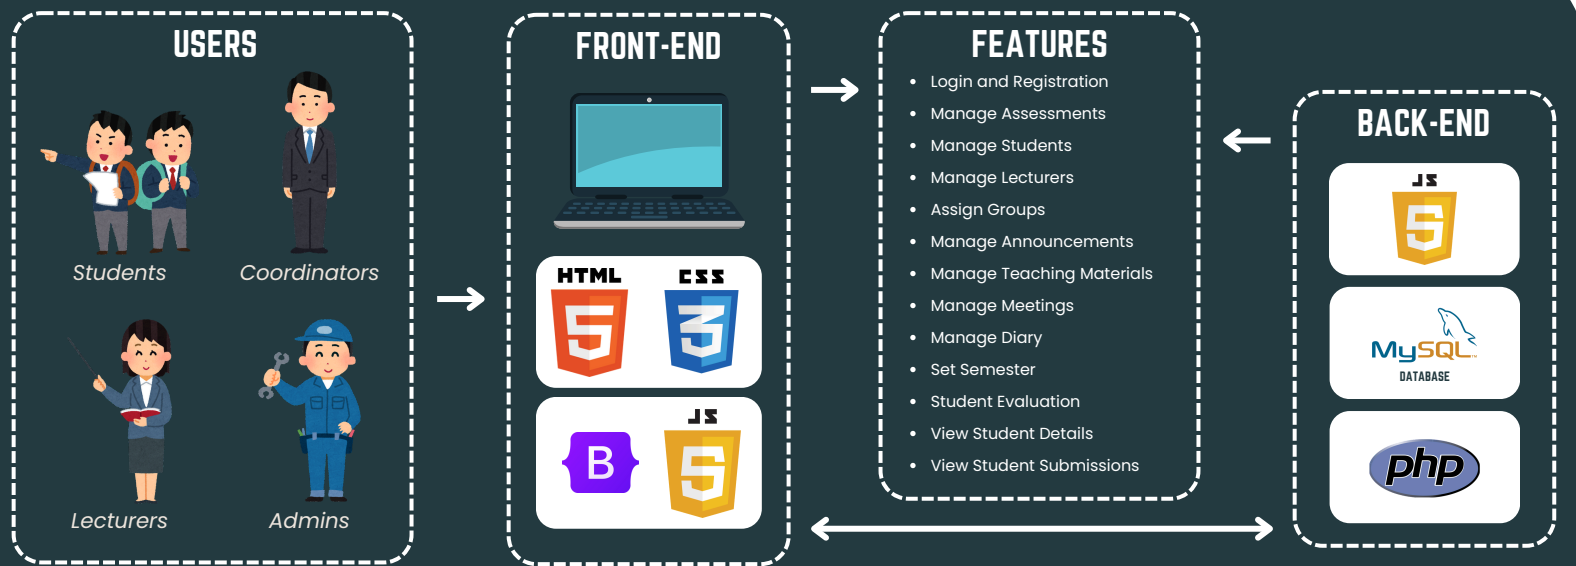 USERS
Students
Coordinators
Lecturers
Admins
FRONT-END
HTML
5
CSS
3
B
JS
5
FEATURES
• Login and Registration
• Manage Assessments
• Manage Students
• Manage Lecturers
• Assign Groups
• Manage Announcements
• Manage Teaching Materials
• Manage Meetings
• Manage Diary
• Set Semester
• Student Evaluation
• View Student Details
• View Student Submissions
BACK-END
JS
5
MySQL™
DATABASE
php